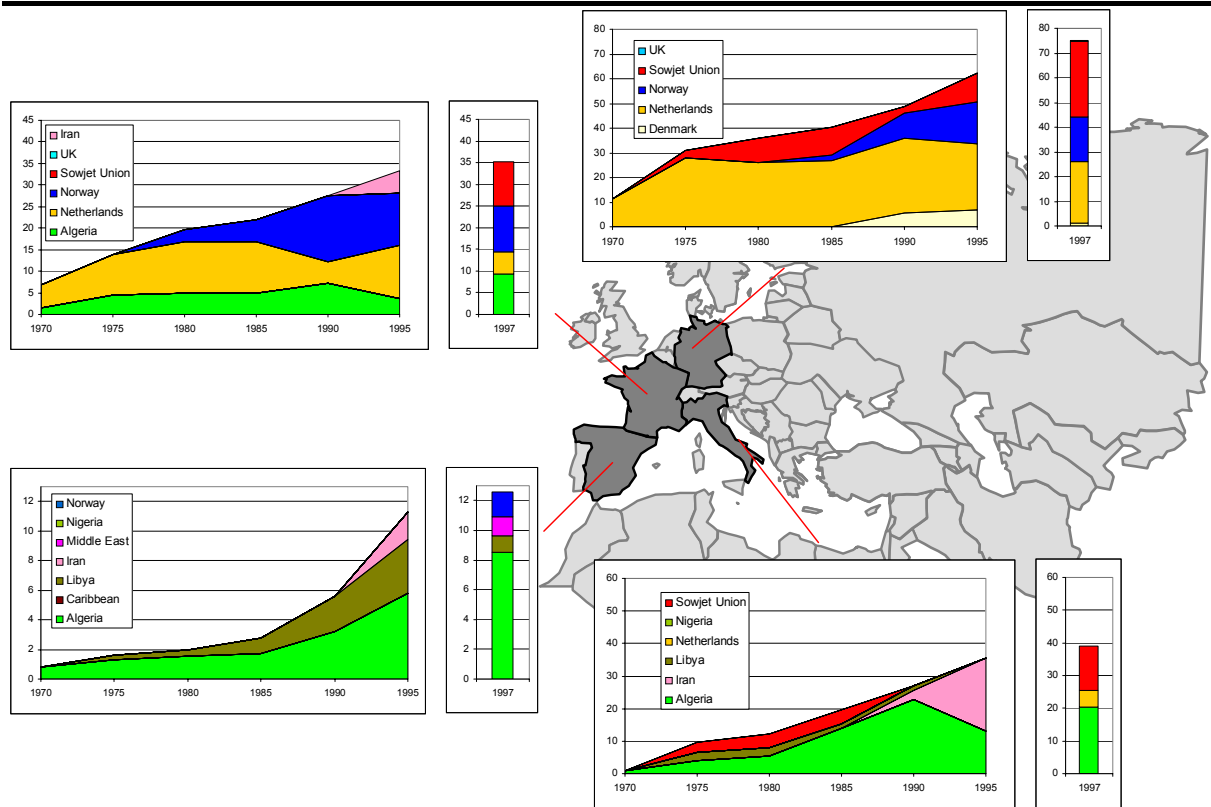 80
70
60
50
40
30
20
10
0
UK
Sowjet Union
Norway
Netherlands
Denmark
1970 1975 1980 1985 1990 1995
80
70
60
50
40
30
20
10
0
1997
45
40
35
30
25
20
15
10
5
0
Iran
UK
Sowjet Union
Norway
Netherlands
Algeria
1970 1975 1980 1985 1990 1995
45
40
35
30
25
20
15
10
5
0
1997
12
10
8
6
4
2
0
Norway
Nigeria
Middle East
Iran
Libya
Caribbean
Algeria
1970 1975 1980 1985 1990 1995
12
10
8
6
4
2
0
1997
60
50
40
30
20
10
0
Sowjet Union
Nigeria
Netherlands
Libya
Iran
Algeria
1970 1975 1980 1985 1990 1995
60
50
40
30
20
10
0
1997